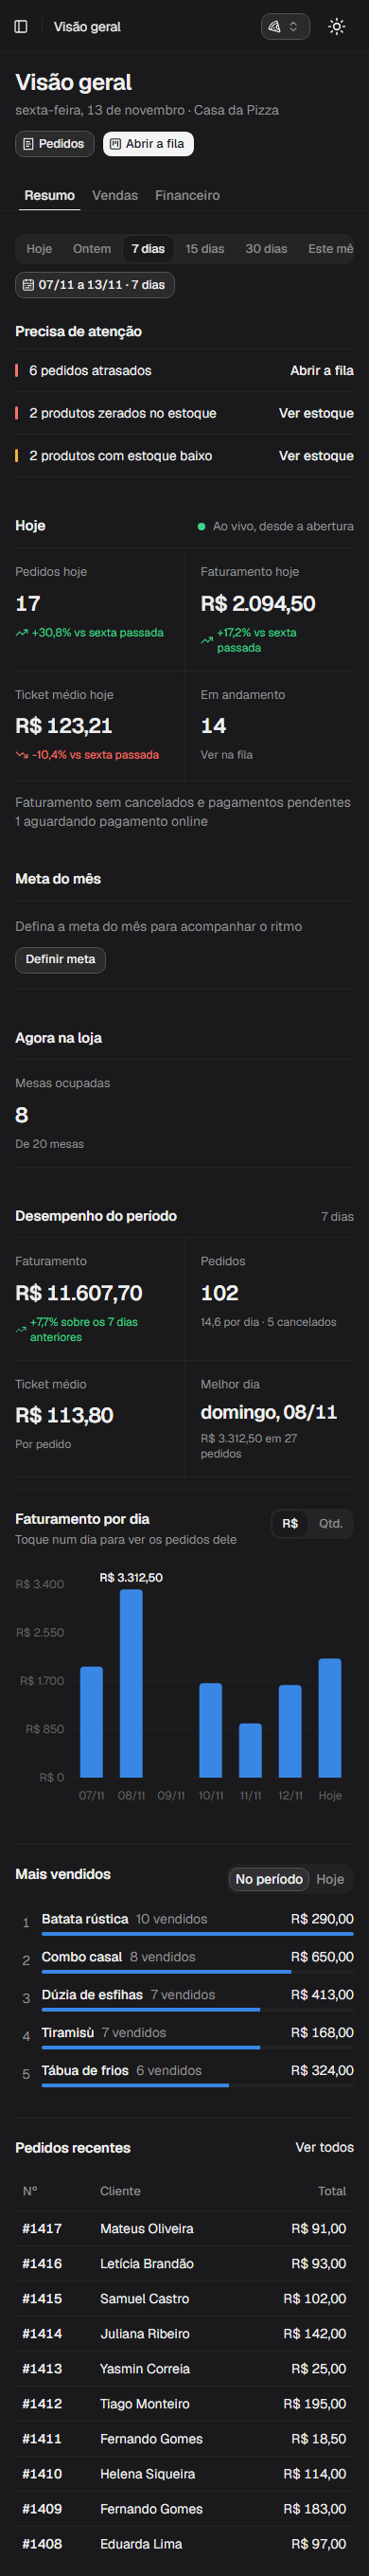 Visão geral
Visão geral
sexta-feira, 13 de novembro · Casa da Pizza
Pedidos
Abrir a fila
Resumo Vendas Financeiro
Hoje Ontem 7 dias 15 dias 30 dias Este mê
07/11 a 13/11 · 7 dias
Precisa de atenção
6 pedidos atrasados Abrir a fila
2 produtos zerados no estoque Ver estoque
2 produtos com estoque baixo Ver estoque
Hoje Ao vivo, desde a abertura
Pedidos hoje
17
+30,8% vs sexta passada
Faturamento hoje
R$ 2.094,50
+17,2% vs sexta
passada
Ticket médio hoje
R$ 123,21
-10,4% vs sexta passada
Em andamento
14
Ver na fila
Faturamento sem cancelados e pagamentos pendentes
1 aguardando pagamento online
Meta do mês
Defina a meta do mês para acompanhar o ritmo
Definir meta
Agora na loja
Mesas ocupadas
8
De 20 mesas
Desempenho do período 7 dias
Faturamento
R$ 11.607,70
+7,7% sobre os 7 dias
anteriores
Pedidos
102
14,6 por dia · 5 cancelados
Ticket médio
R$ 113,80
Por pedido
Melhor dia
domingo, 08/11
R$ 3.312,50 em 27
pedidos
Faturamento por dia
Toque num dia para ver os pedidos dele
R$ Qtd.
R$ 3.312,50
R$ 3.400
R$ 2.550
R$ 1.700
R$ 850
R$ 0
07/11 08/11 09/11 10/11 11/11 12/11 Hoje
Mais vendidos
No período Hoje
1 Batata rústica 10 vendidos R$ 290,00
2 Combo casal 8 vendidos R$ 650,00
3 Dúzia de esfihas 7 vendidos R$ 413,00
4 Tiramisù 7 vendidos R$ 168,00
5 Tábua de frios 6 vendidos R$ 324,00
Pedidos recentes Ver todos
Nº Cliente Total
#1417 Mateus Oliveira R$ 91,00
#1416 Letícia Brandão R$ 93,00
#1415 Samuel Castro R$ 102,00
#1414 Juliana Ribeiro R$ 142,00
#1413 Yasmin Correia R$ 25,00
#1412 Tiago Monteiro R$ 195,00
#1411 Fernando Gomes R$ 18,50
#1410 Helena Siqueira R$ 114,00
#1409 Fernando Gomes R$ 183,00
#1408 Eduarda Lima R$ 97,00